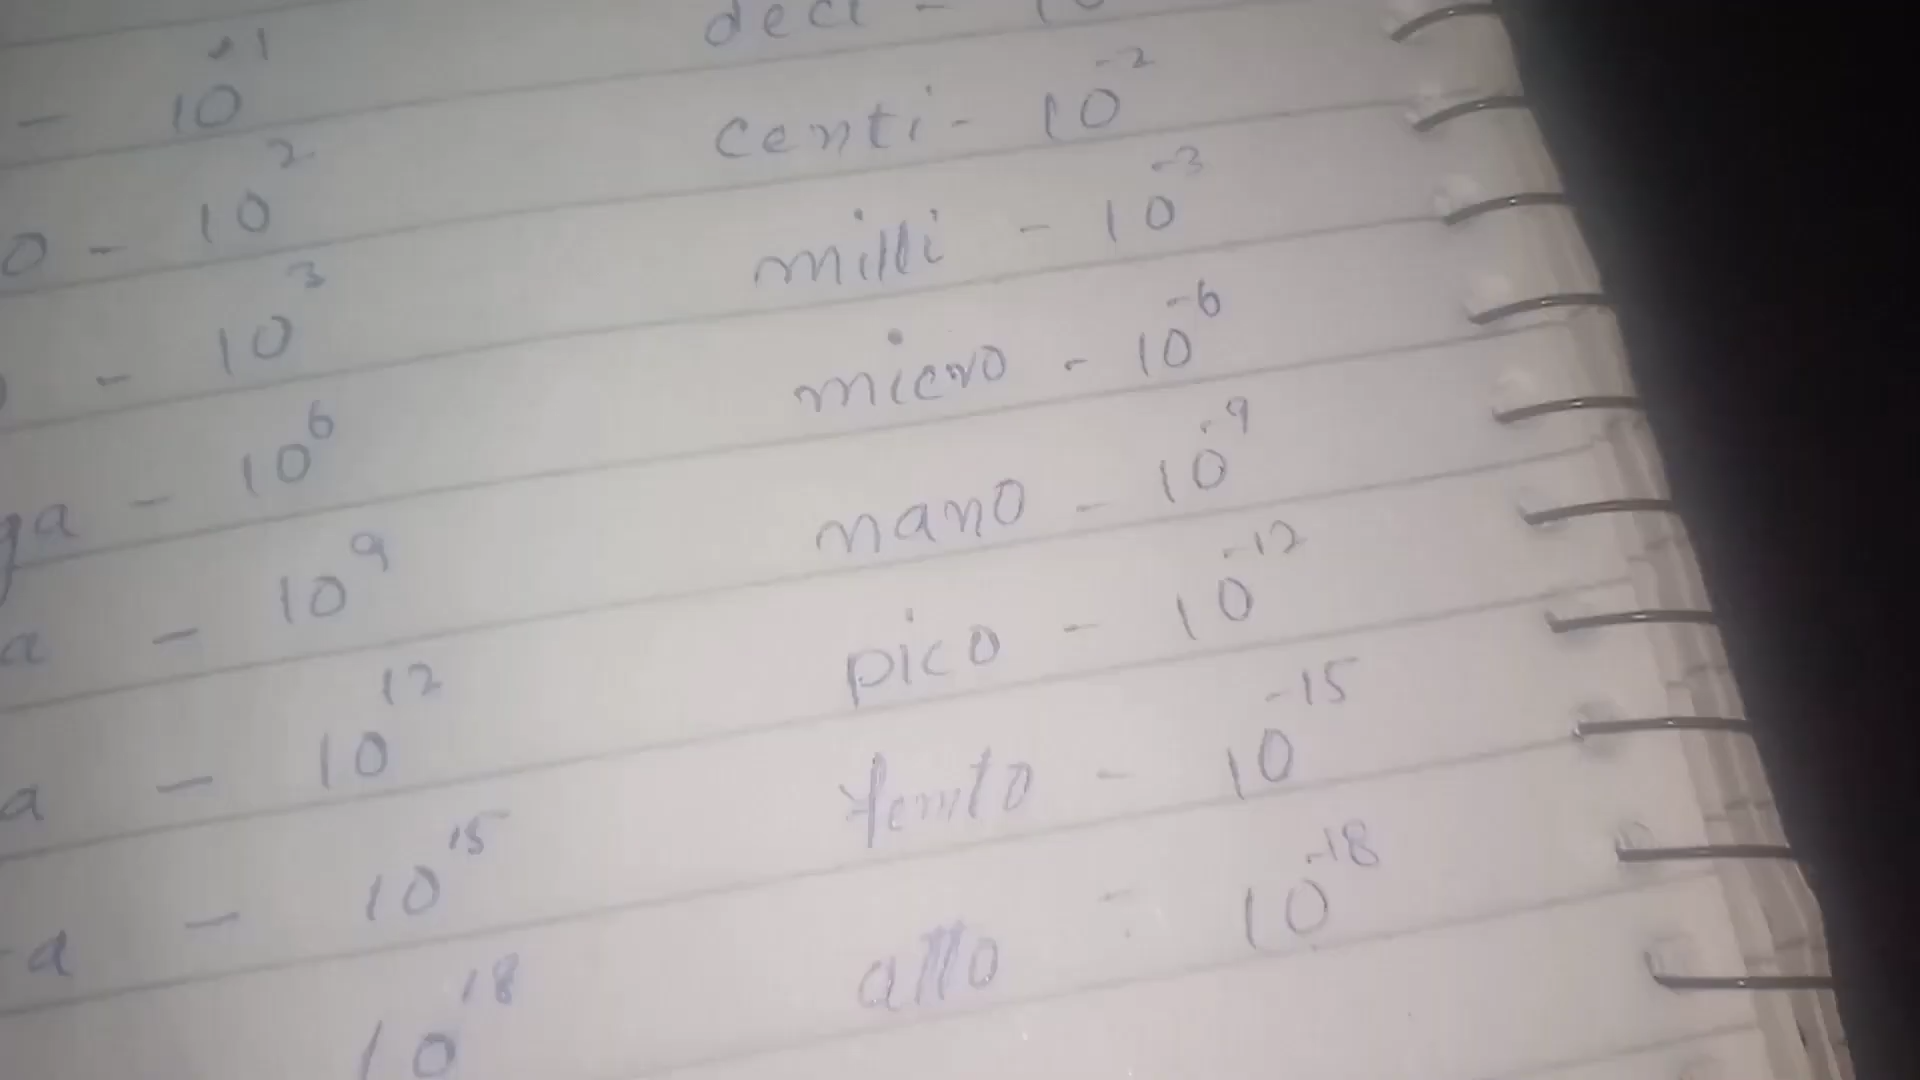 deci -
- 10^1 centi - 10^-2
o - 10^2 milli - 10^-3
- 10^3 micro - 10^-6
ga - 10^6 nano - 10^-9
a - 10^9 pico - 10^-12
a - 10^12 femto - 10^-15
a - 10^15 atto - 10^-18
10^18